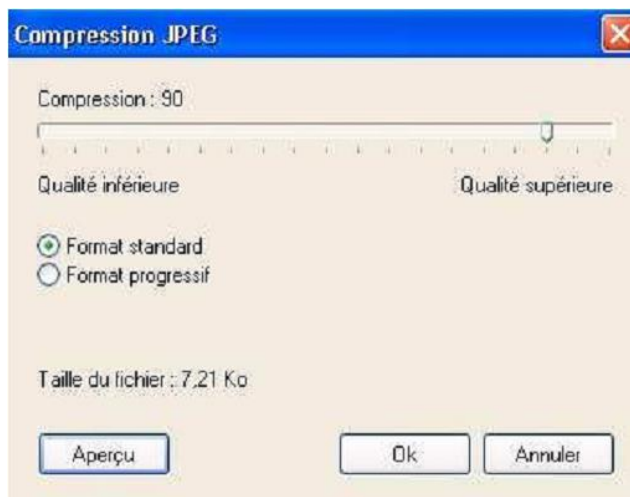 Compression JPEG
Compression : 90
Qualité inférieure Qualité supérieure
Format standard
Format progressif
Taille du fichier : 7,21 Ko
Aperçu Ok Annuler